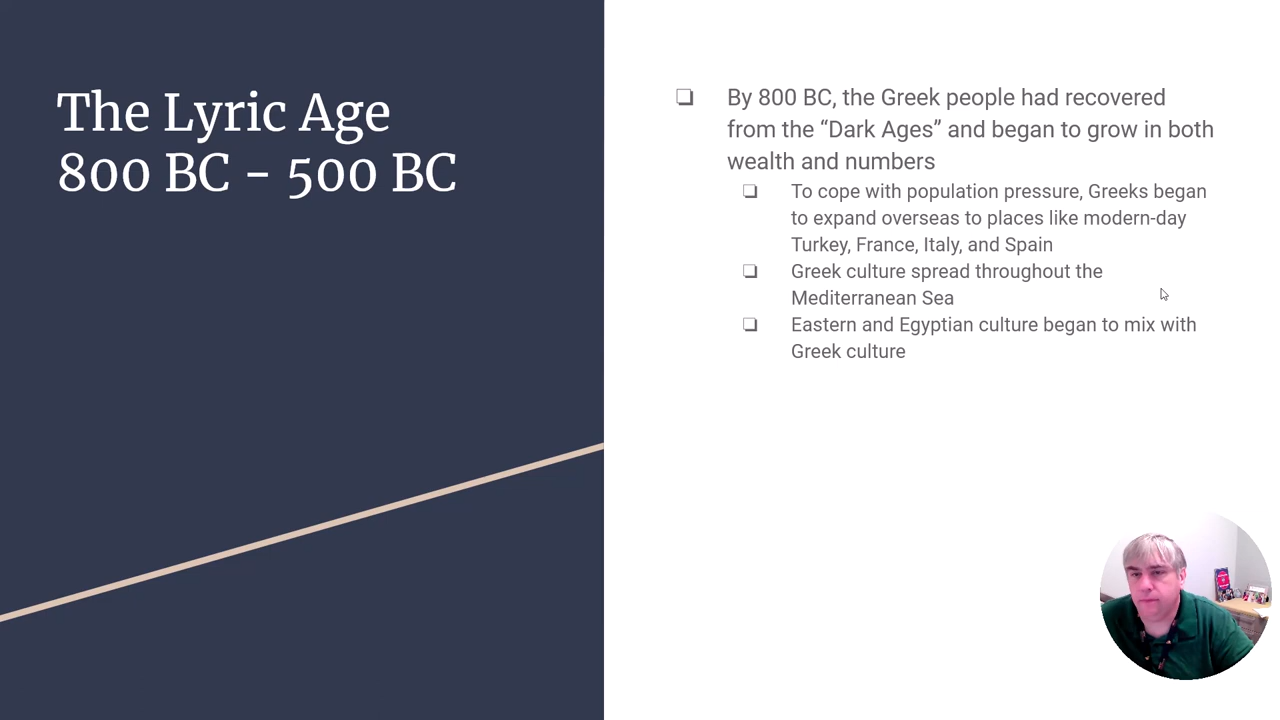 The Lyric Age
800 BC - 500 BC
❏ By 800 BC, the Greek people had recovered
from the “Dark Ages” and began to grow in both
wealth and numbers
❏ To cope with population pressure, Greeks began
to expand overseas to places like modern-day
Turkey, France, Italy, and Spain
❏ Greek culture spread throughout the
Mediterranean Sea
❏ Eastern and Egyptian culture began to mix with
Greek culture